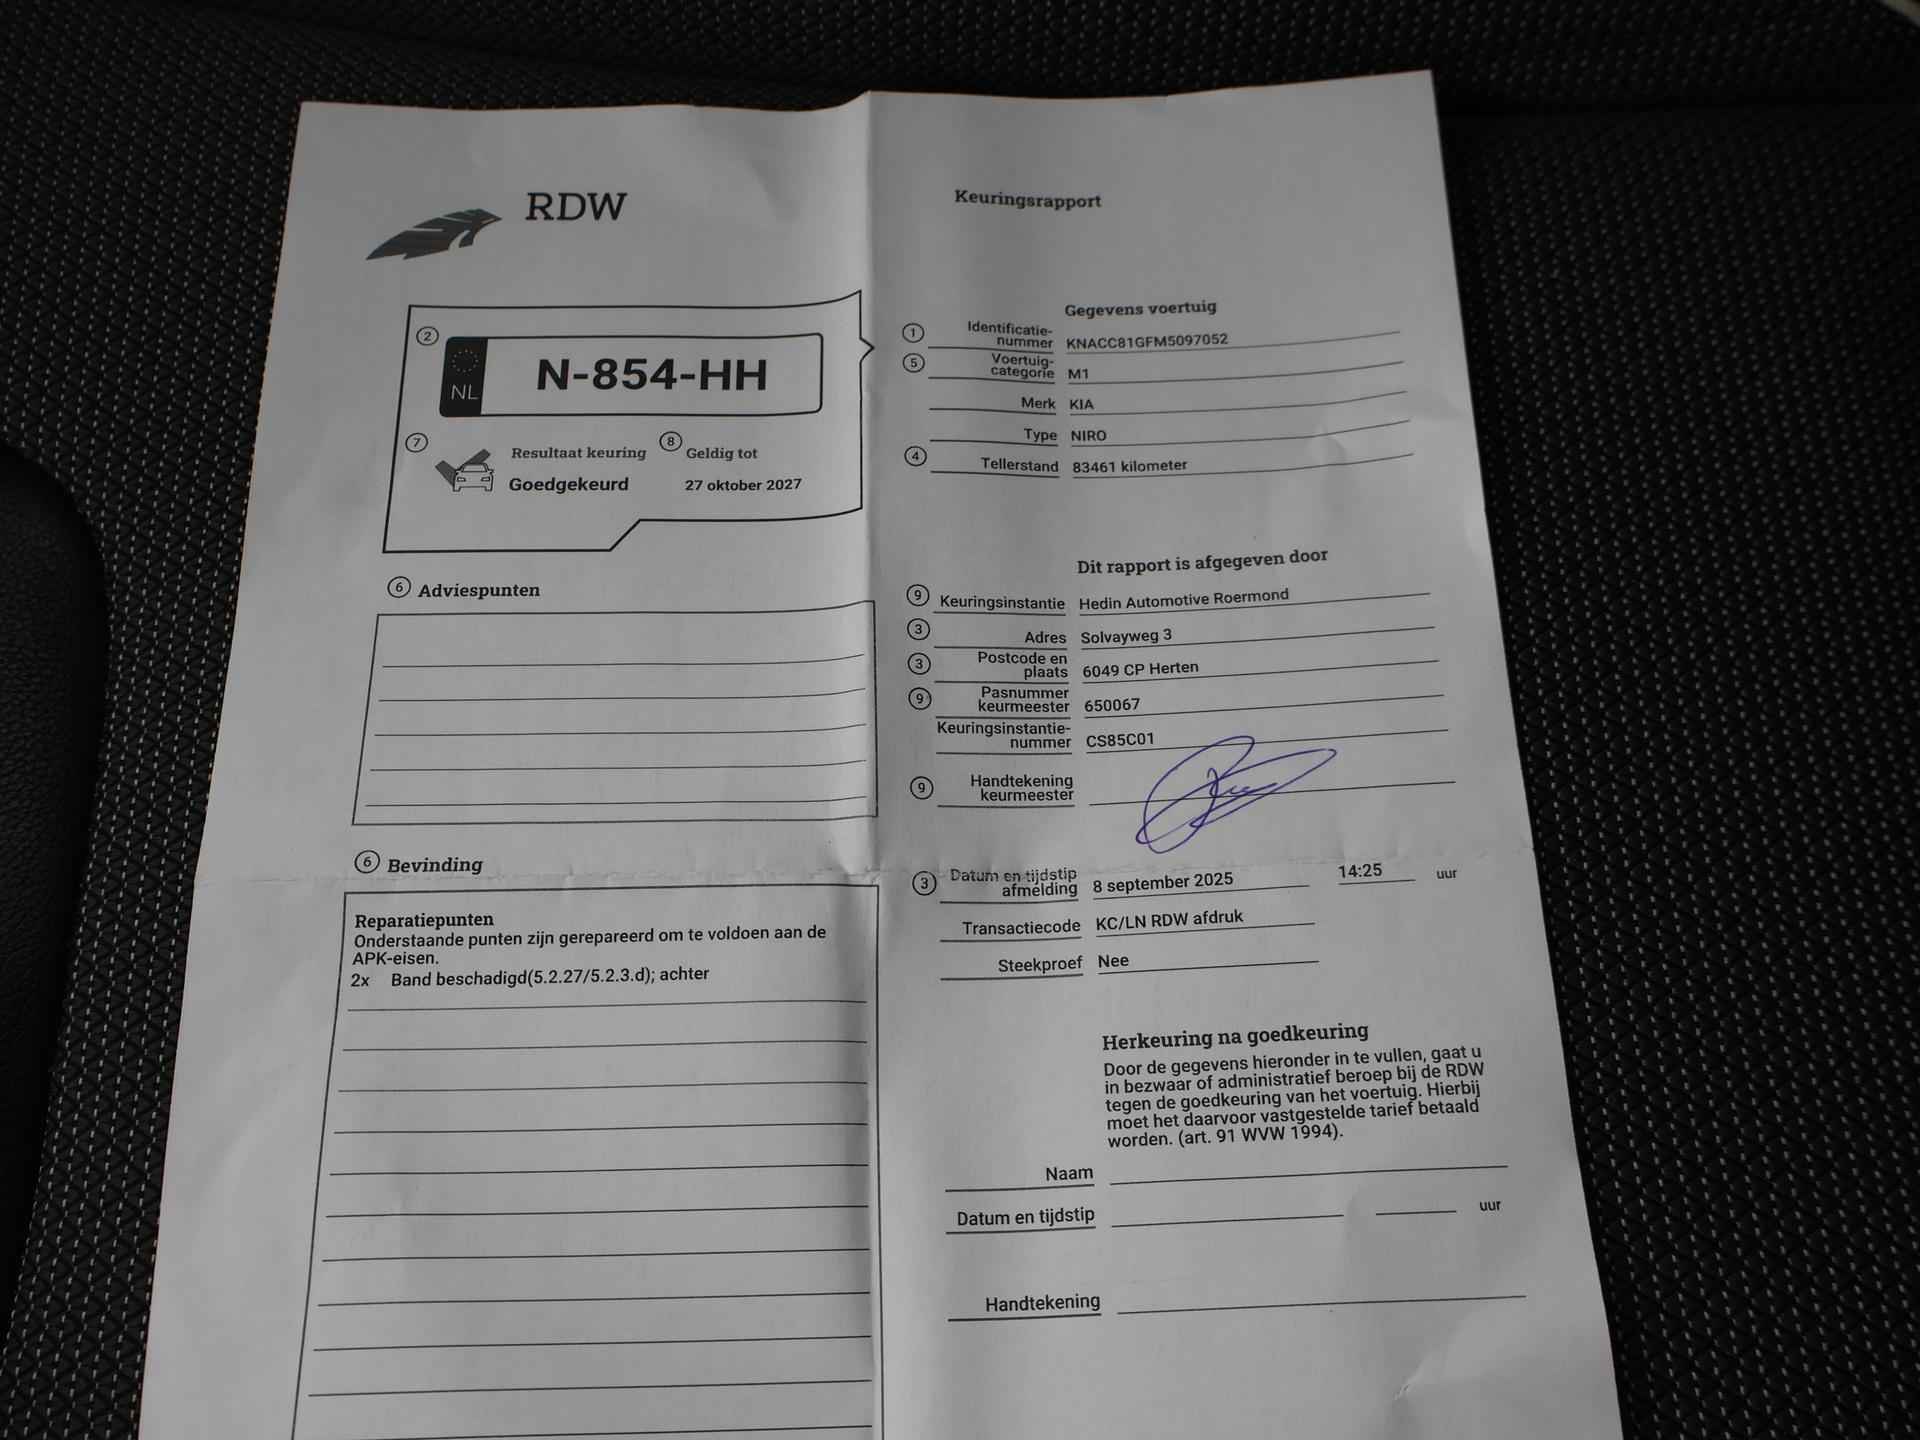 RDW
Keuringsrapport
2
NL
N-854-HH
7
Resultaat keuring
8
Geldig tot
Goedgekeurd
27 oktober 2027
Gegevens voertuig
1 Identificatie-
nummer KNACC81GFM5097052
5 Voertuig-
categorie M1
Merk KIA
Type NIRO
4 Tellerstand 83461 kilometer
6 Adviespunten
Dit rapport is afgegeven door
9 Keuringsinstantie Hedin Automotive Roermond
3 Adres Solvayweg 3
3 Postcode en
plaats 6049 CP Herten
9 Pasnummer
keurmeester 650067
Keuringsinstantie-
nummer CS85C01
9 Handtekening
keurmeester
3 Datum en tijdstip
afmelding 8 september 2025 14:25 uur
Transactiecode KC/LN RDW afdruk
Steekproef Nee
6 Bevinding
Reparatiepunten
Onderstaande punten zijn gerepareerd om te voldoen aan de
APK-eisen.
2x Band beschadigd(5.2.27/5.2.3.d); achter
Herkeuring na goedkeuring
Door de gegevens hieronder in te vullen, gaat u
in bezwaar of administratief beroep bij de RDW
tegen de goedkeuring van het voertuig. Hierbij
moet het daarvoor vastgestelde tarief betaald
worden. (art. 91 WVW 1994).
Naam
Datum en tijdstip uur
Handtekening